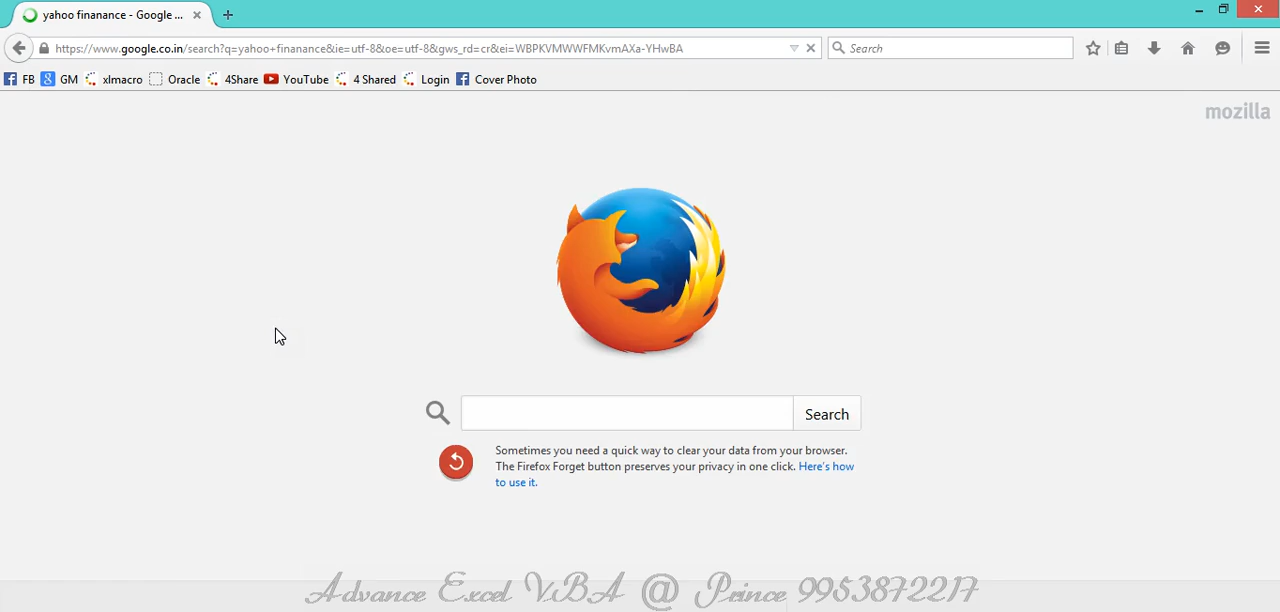 yahoo finanance - Google ...
https://www.google.co.in/search?q=yahoo+finanance&ie=utf-8&oe=utf-8&gws_rd=cr&ei=WBPKVMWWFMKvmAXa-YHwBA
Search
FB GM xlmacro Oracle 4Share YouTube 4 Shared Login Cover Photo
mozilla
Search
Sometimes you need a quick way to clear your data from your browser.
The Firefox Forget button preserves your privacy in one click. Here's how
to use it.
Advance Excel VBA @ Prince 9953872217